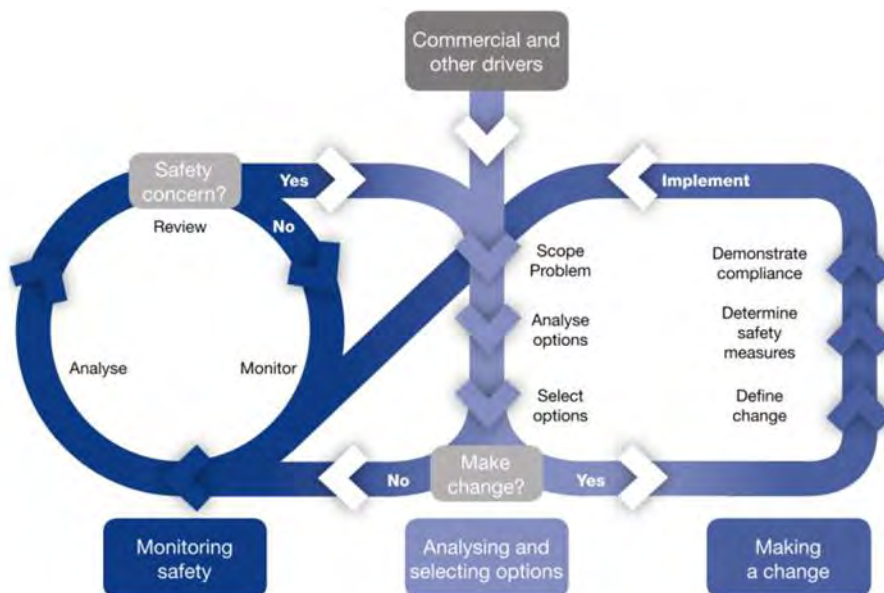 Commercial and
other drivers
Safety
concern?
Yes
Implement
Review
No
Scope
Problem
Demonstrate
compliance
Analyse
options
Determine
safety
measures
Analyse
Monitor
Select
options
Define
change
No
Make
change?
Yes
Monitoring
safety
Analysing and
selecting options
Making
a change